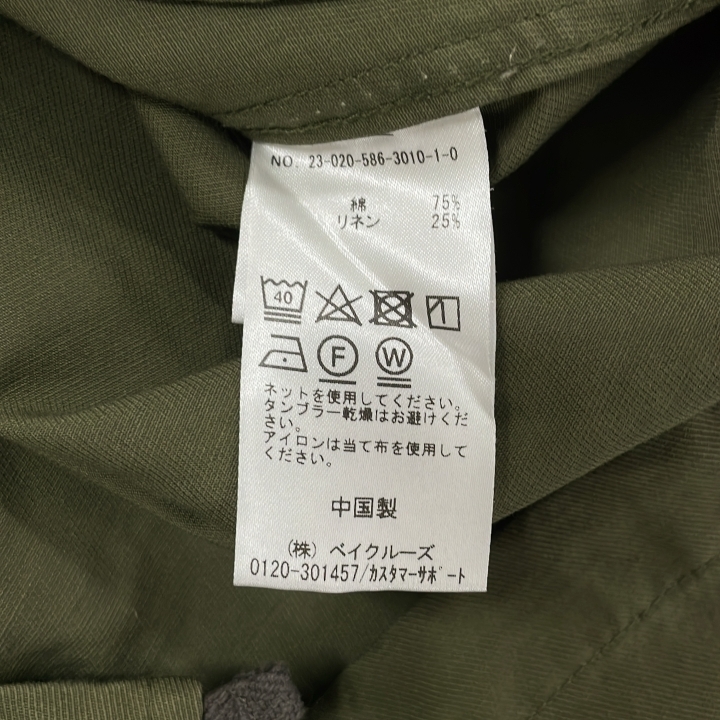 NO. 23-020-586-3010-1-0
綿 75%
リネン 25%
40
F W
ネットを使用してください。
タンブラー乾燥はお避けくだ
さい。
アイロンは当て布を使用して
ください。
中国製
(株) ベイクルーズ
0120-301457/カスタマーサポート